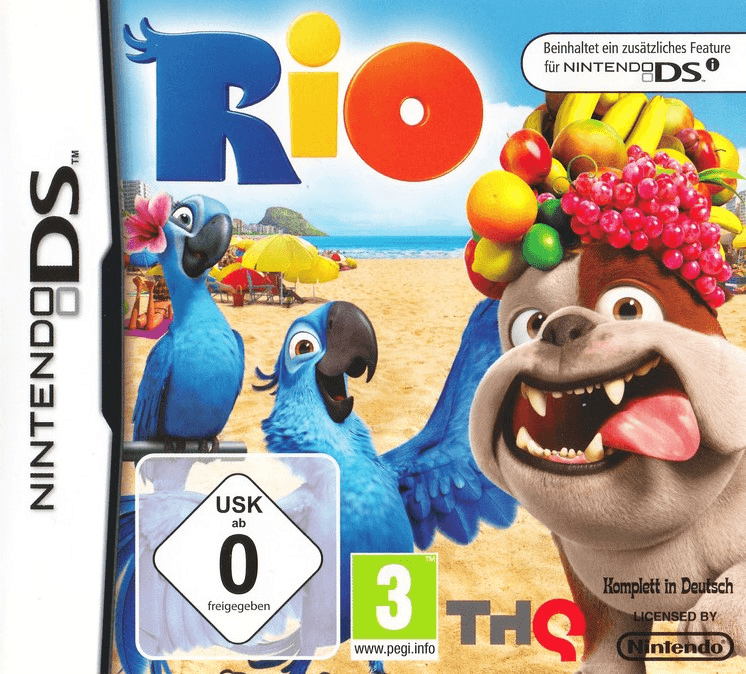 NINTENDO DS™
RiO
Beinhaltet ein zusätzliches Feature
für NINTENDO DSi
USK
ab
0
freigegeben
3
™
www.pegi.info
THQ
Komplett in Deutsch
LICENSED BY
Nintendo®